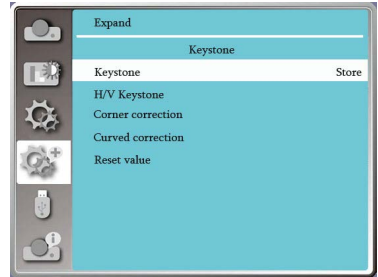 Expand
Keystone
Keystone Store
H/V Keystone
Corner correction
Curved correction
Reset value